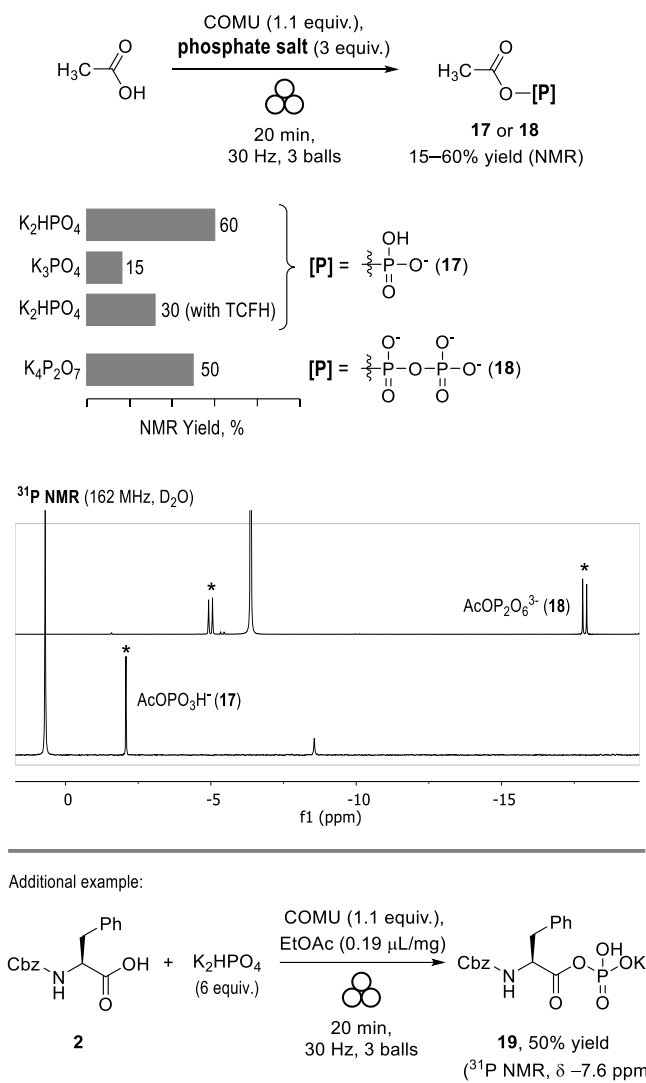 COMU (1.1 equiv.),
phosphate salt (3 equiv.)
H₃C
O
OH
20 min,
30 Hz, 3 balls
H₃C
O
O–[P]
17 or 18
15–60% yield (NMR)
K₂HPO₄
60
K₃PO₄
15
K₂HPO₄
30 (with TCFH)
[P] =
OH
P–O⁻ (17)
O
K₄P₂O₇
50
[P] =
O⁻ O⁻
P–O–P–O⁻ (18)
O O
NMR Yield, %
³¹P NMR (162 MHz, D₂O)
*
*
AcOP₂O₆³⁻ (18)
*
AcOPO₃H⁻ (17)
0 -5 -10 -15
f1 (ppm)
Additional example:
Ph
Cbz
N
H
OH
O
2
+
K₂HPO₄
(6 equiv.)
COMU (1.1 equiv.),
EtOAc (0.19 μL/mg)
20 min,
30 Hz, 3 balls
Ph
Cbz
N
H
O
O
OH
P
OK
O
19, 50% yield
(³¹P NMR, δ −7.6 ppm